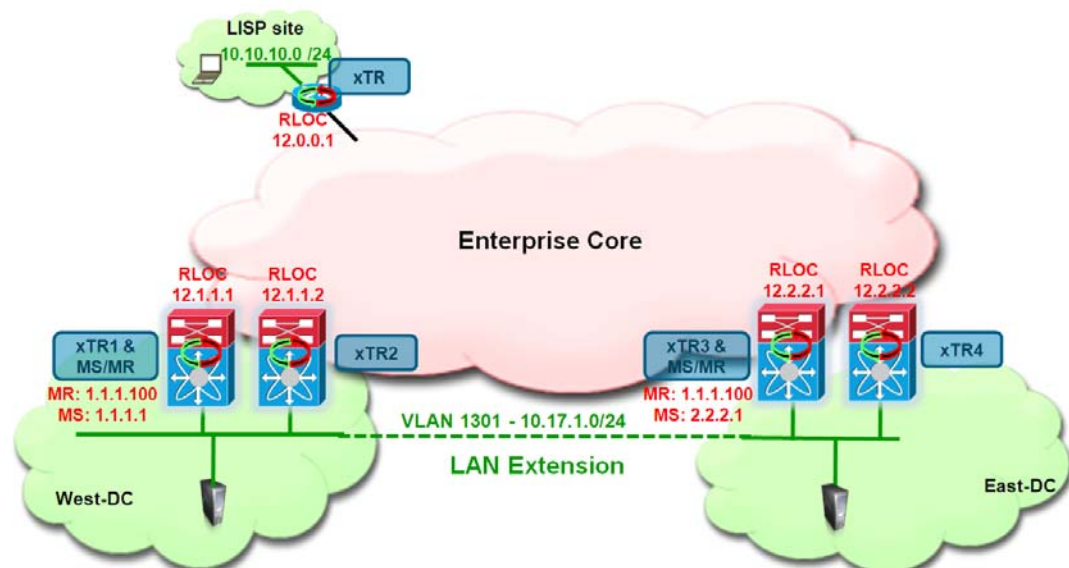 LISP site
10.10.10.0 /24
xTR
RLOC
12.0.0.1
Enterprise Core
RLOC
12.1.1.1
RLOC
12.1.1.2
RLOC
12.2.2.1
RLOC
12.2.2.2
xTR1 &
MS/MR
xTR2
xTR3 &
MS/MR
xTR4
MR: 1.1.1.100
MS: 1.1.1.1
MR: 1.1.1.100
MS: 2.2.2.1
VLAN 1301 - 10.17.1.0/24
LAN Extension
West-DC
East-DC